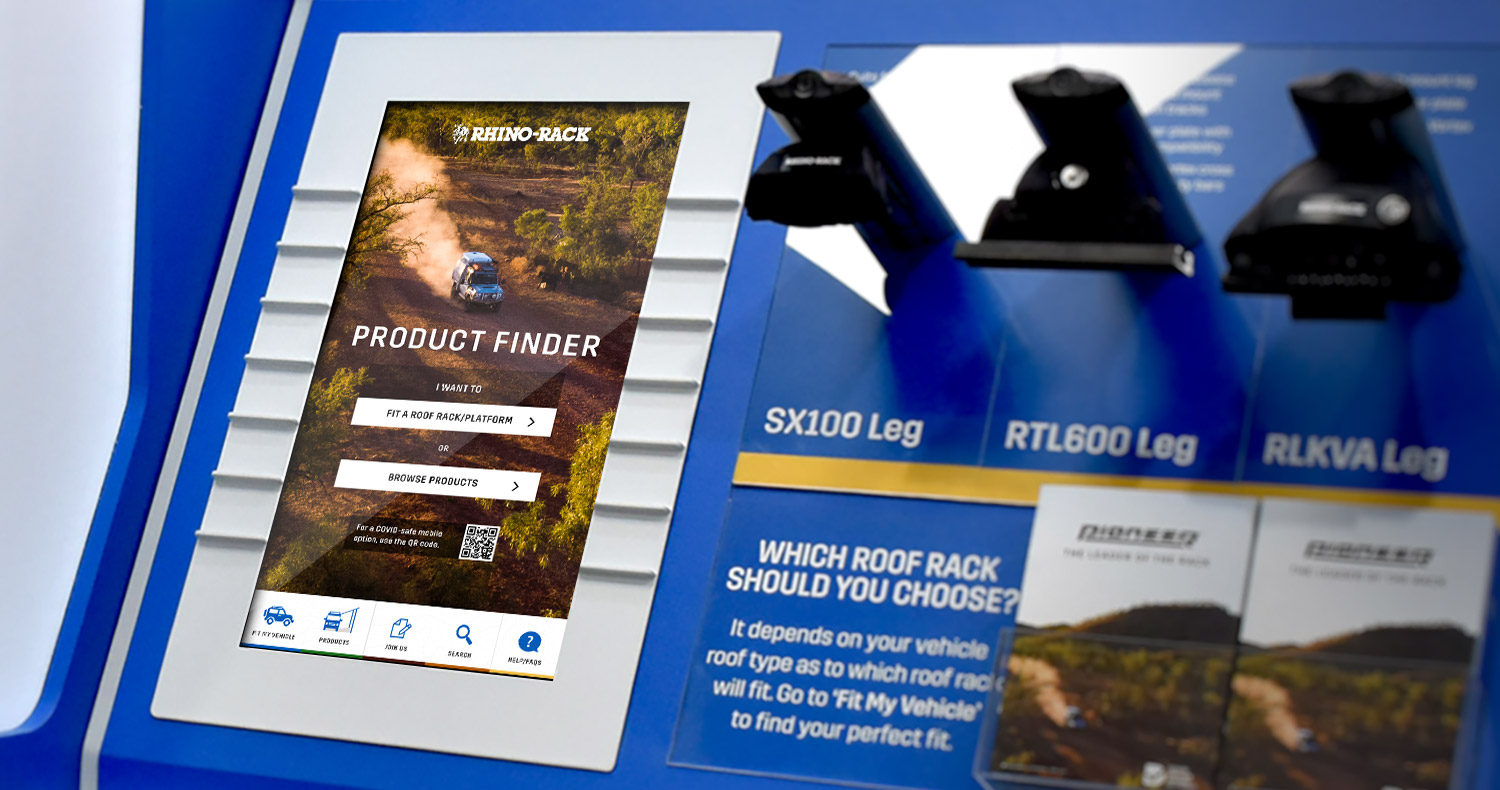 RHINO-RACK
PRODUCT FINDER
I WANT TO
FIT A ROOF RACK/PLATFORM
OR
BROWSE PRODUCTS
For a COVID-safe mobile
option, use the QR code.
FIT MY VEHICLE
PRODUCTS
JOIN US
SEARCH
HELP/FAQS
RHINO-RACK
SX100 Leg
RTL600 Leg
RLKVA Leg
WHICH ROOF RACK
SHOULD YOU CHOOSE?
It depends on your vehicle
roof type as to which roof rack
will fit. Go to 'Fit My Vehicle'
to find your perfect fit.
PIONEER
THE LEADER OF THE RACK
PIONEER
THE LEADER OF THE RACK